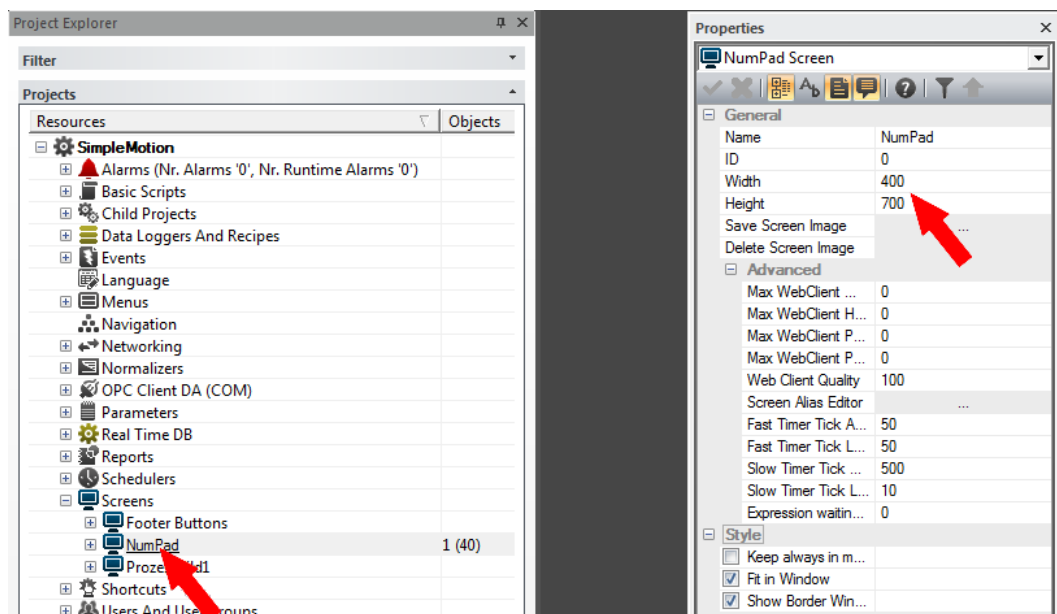 Project Explorer
Filter
Projects
Resources Objects
SimpleMotion
Alarms (Nr. Alarms '0', Nr. Runtime Alarms '0')
Basic Scripts
Child Projects
Data Loggers And Recipes
Events
Language
Menus
Navigation
Networking
Normalizers
OPC Client DA (COM)
Parameters
Real Time DB
Reports
Schedulers
Screens
Footer Buttons
NumPad 1 (40)
Shortcuts
Users And
Properties
NumPad Screen
General
Name NumPad
ID 0
Width 400
Height 700
Save Screen Image ...
Delete Screen Image
Advanced
Max WebClient ... 0
Max WebClient H... 0
Max WebClient P... 0
Max WebClient P... 0
Web Client Quality 100
Screen Alias Editor ...
Fast Timer Tick A... 50
Fast Timer Tick L... 50
Slow Timer Tick ... 500
Slow Timer Tick L... 10
Expression waitin... 0
Style
Keep always in m...
Fit in Window
Show Border Win...